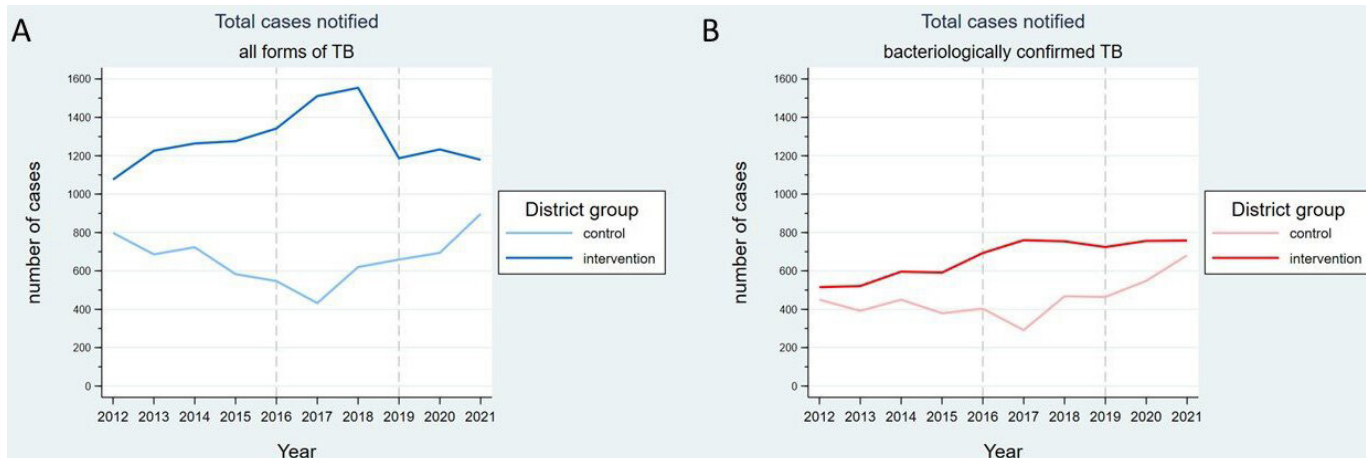 A
Total cases notified
all forms of TB
number of cases
1600
1400
1200
1000
800
600
400
200
0
2012 2013 2014 2015 2016 2017 2018 2019 2020 2021
Year
District group
control
intervention
B
Total cases notified
bacteriologically confirmed TB
number of cases
1600
1400
1200
1000
800
600
400
200
0
2012 2013 2014 2015 2016 2017 2018 2019 2020 2021
Year
District group
control
intervention